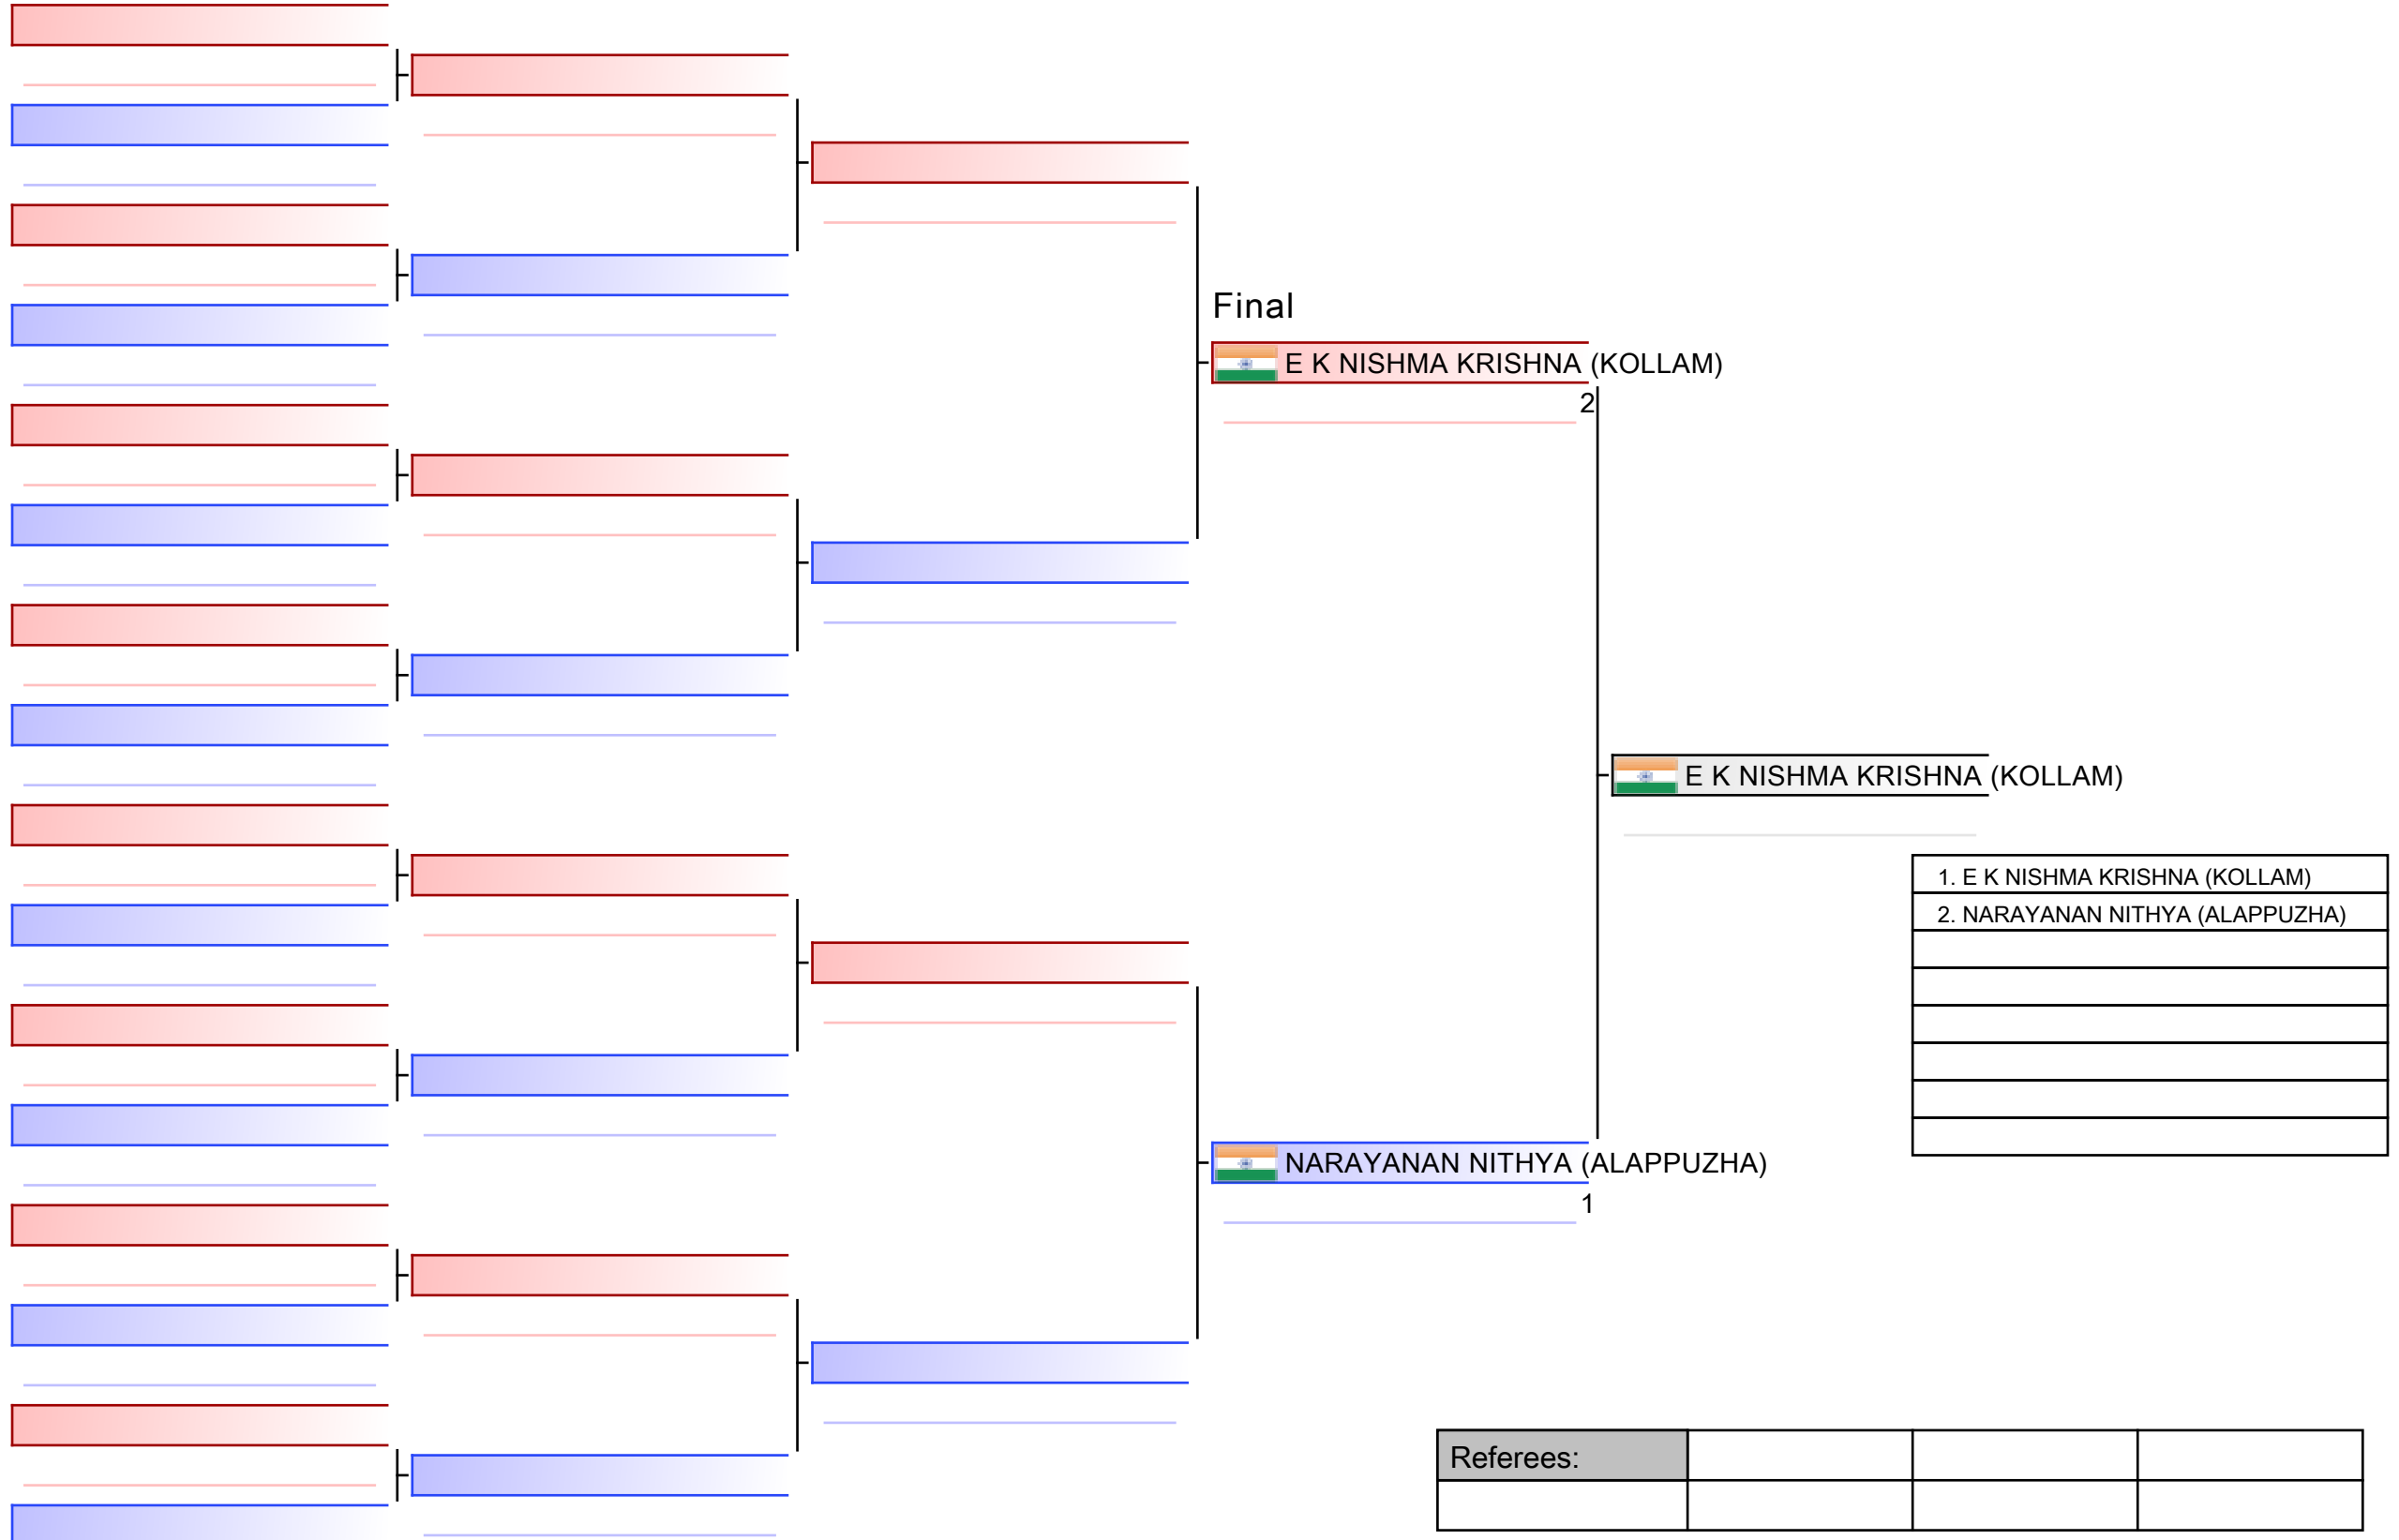 Final
E K NISHMA KRISHNA (KOLLAM)
2
E K NISHMA KRISHNA (KOLLAM)
1. E K NISHMA KRISHNA (KOLLAM)
2. NARAYANAN NITHYA (ALAPPUZHA)
NARAYANAN NITHYA (ALAPPUZHA)
1
Referees: